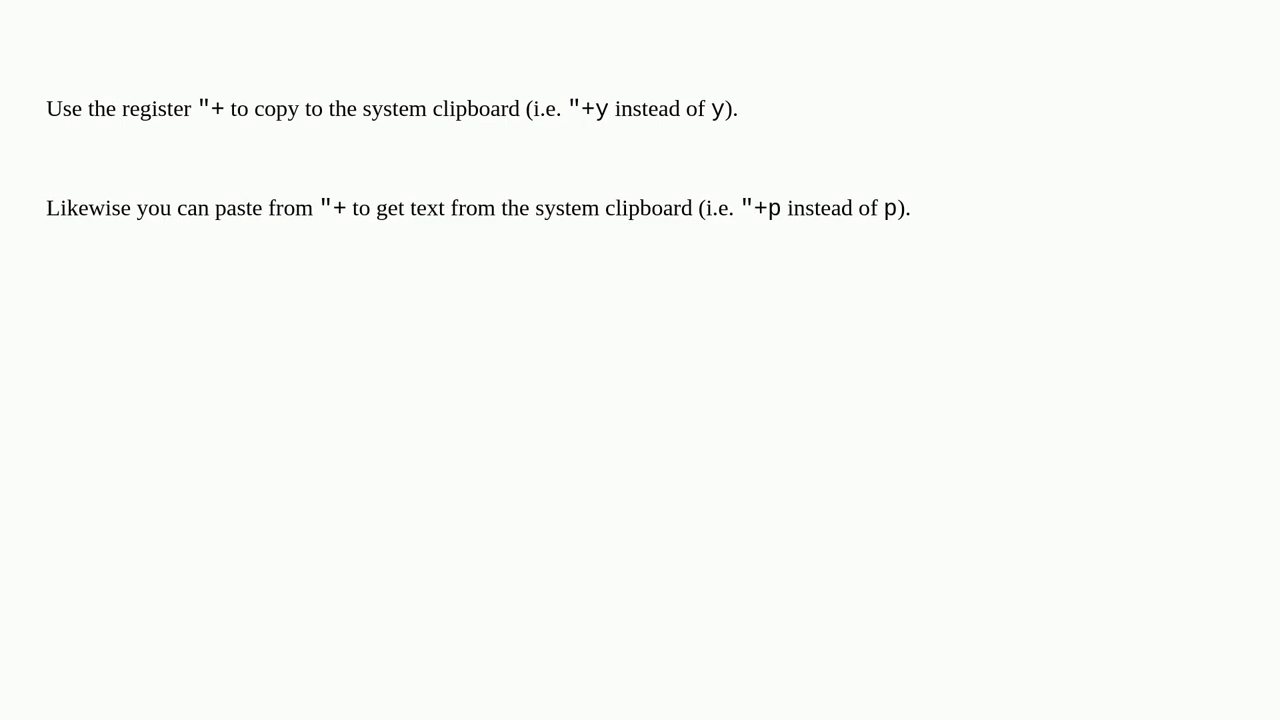 Use the register "+ to copy to the system clipboard (i.e. "+y instead of y).
Likewise you can paste from "+ to get text from the system clipboard (i.e. "+p instead of p).